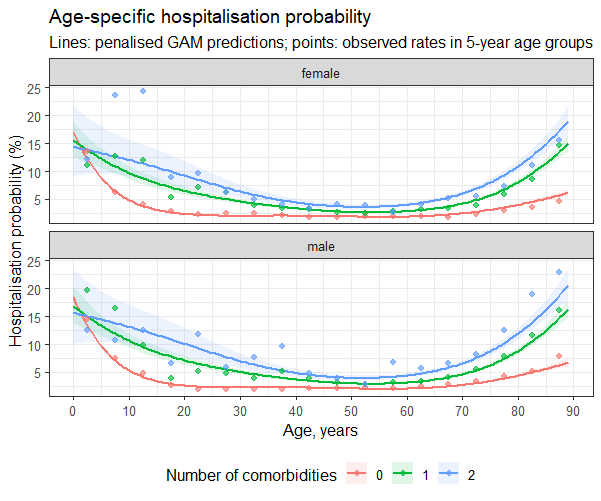 Age-specific hospitalisation probability
Lines: penalised GAM predictions; points: observed rates in 5-year age groups
Hospitalisation probability (%)
female
25
20
15
10
5
male
25
20
15
10
5
0 10 20 30 40 50 60 70 80 90
Age, years
Number of comorbidities 0 1 2